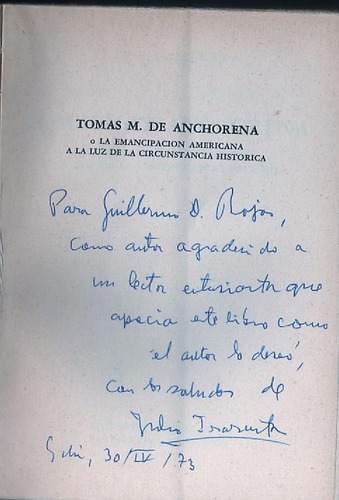 TOMAS M. DE ANCHORENA
o LA EMANCIPACION AMERICANA
A LA LUZ DE LA CIRCUNSTANCIA HISTORICA
Para Guillermo D. Rojas,
como autor agradecido a
un lector entusiasta que
aprecia este libro como
el autor lo deseó,
con los saludos de
Julio Irazusta
30/IV/73